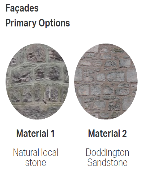 Façades
Primary Options
Material 1
Material 2
Natural local
stone
Doddington
Sandstone